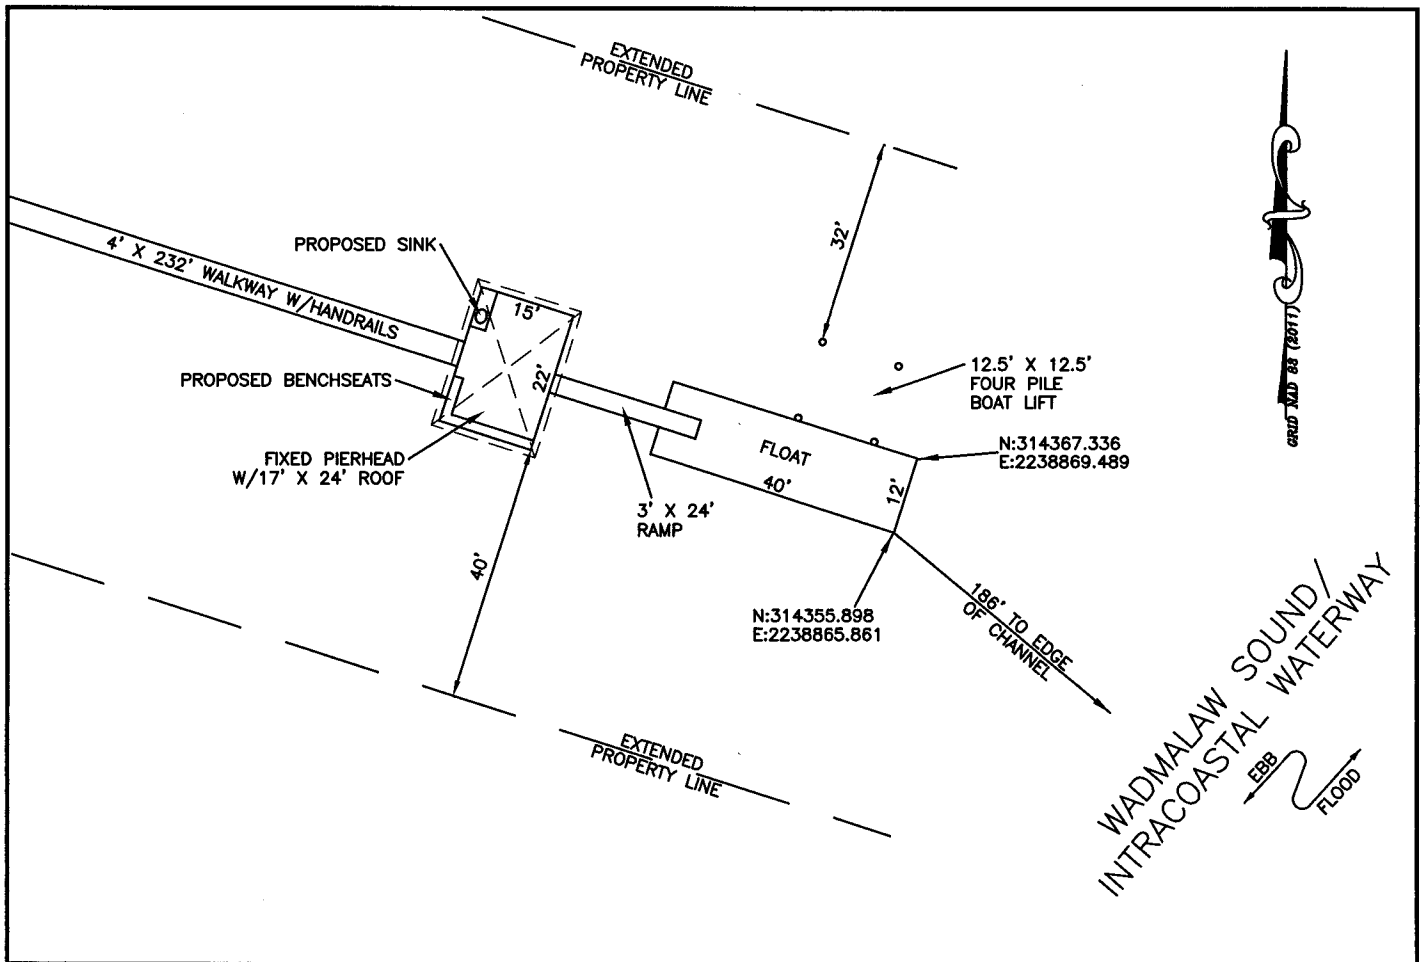 EXTENDED
PROPERTY LINE
32'
PROPOSED SINK
4' X 232' WALKWAY W/HANDRAILS
15'
22'
PROPOSED BENCHSEATS
FIXED PIERHEAD
W/17' X 24' ROOF
12.5' X 12.5'
FOUR PILE
BOAT LIFT
GRID NAD 83 (2011)
FLOAT
40'
12'
N:314367.336
E:2238869.489
3' X 24'
RAMP
40'
N:314355.898
E:2238865.861
186' TO EDGE
OF CHANNEL
WADMALAW SOUND/
INTRACOASTAL WATERWAY
EBB
FLOOD
EXTENDED
PROPERTY LINE